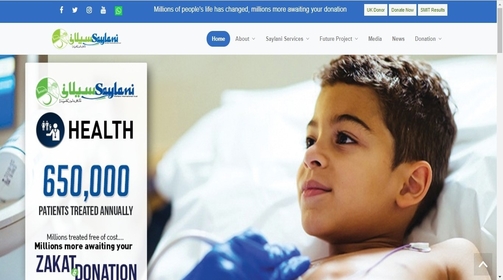 Millions of people's life has changed, millions more awaiting your donation
UK Donor
Donate Now
SMIT Results
سیلانی Saylani
Home
About
Saylani Services
Future Project
Media
News
Donation
سیلانی Saylani
HEALTH
650,000
PATIENTS TREATED ANNUALLY
Millions treated free of cost....
Millions more awaiting your
ZAKAT
DONATION